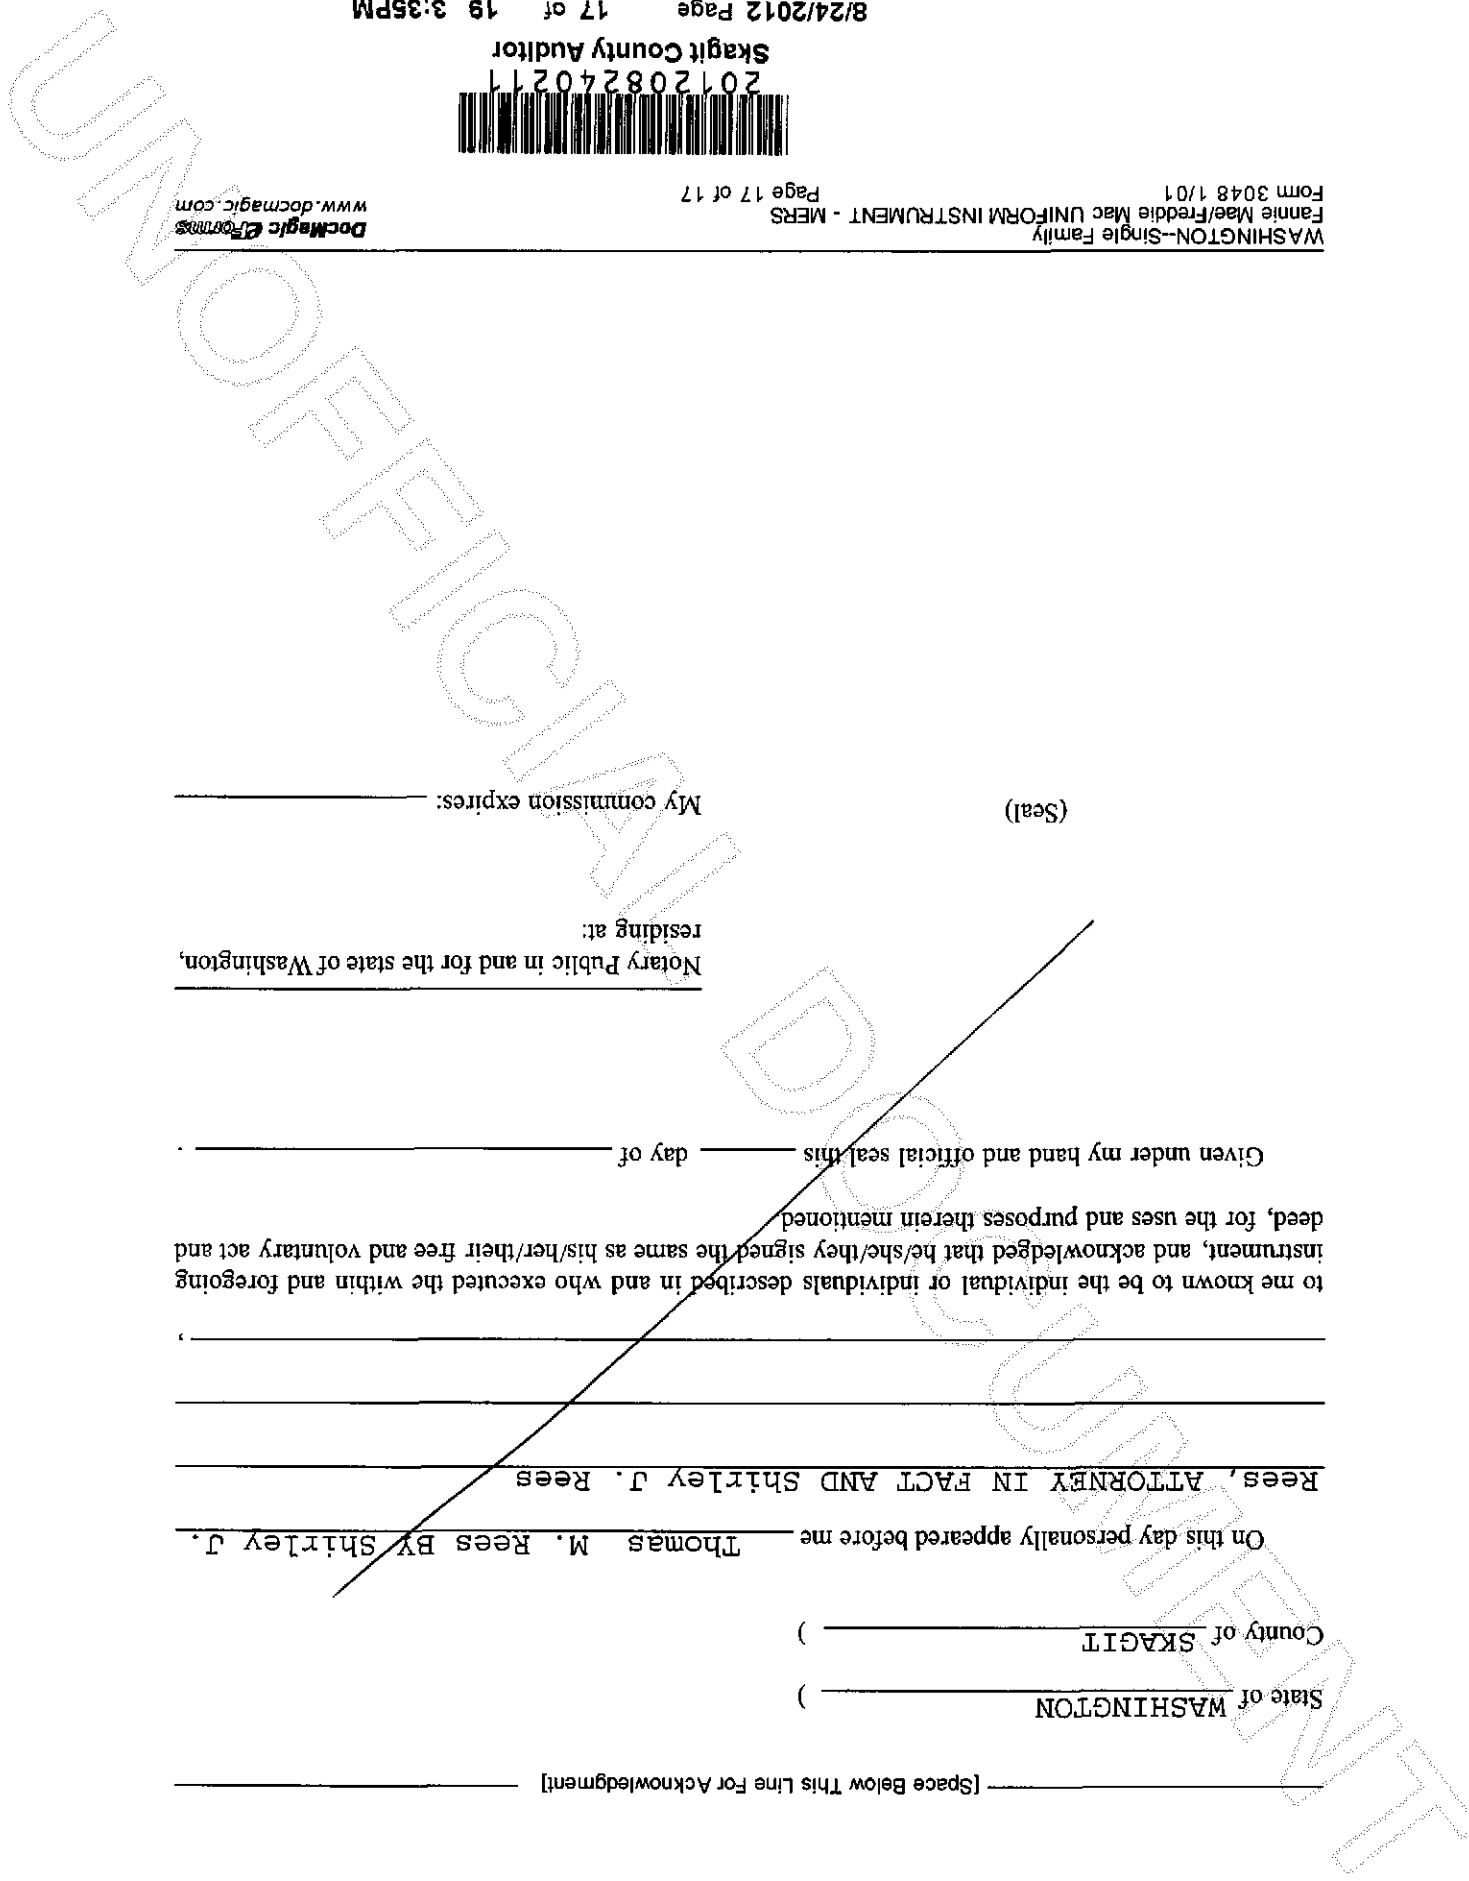 [Space Below This Line For Acknowledgment]
State of WASHINGTON )
County of SKAGIT )
On this day personally appeared before me Thomas M. Rees BY Shirley J.
Rees, ATTORNEY IN FACT AND Shirley J. Rees
,
to me known to be the individual or individuals described in and who executed the within and foregoing
instrument, and acknowledged that he/she/they signed the same as his/her/their free and voluntary act and
deed, for the uses and purposes therein mentioned.
Given under my hand and official seal this day of .
Notary Public in and for the state of Washington,
residing at:
(Seal) My commission expires:
WASHINGTON--Single Family
Fannie Mae/Freddie Mac UNIFORM INSTRUMENT - MERS
Form 3048 1/01 Page 17 of 17
DocMagic eForms
www.docmagic.com
201208240211
Skagit County Auditor
8/24/2012 Page 17 of 19 3:35PM
UNOFFICIAL DOCUMENT